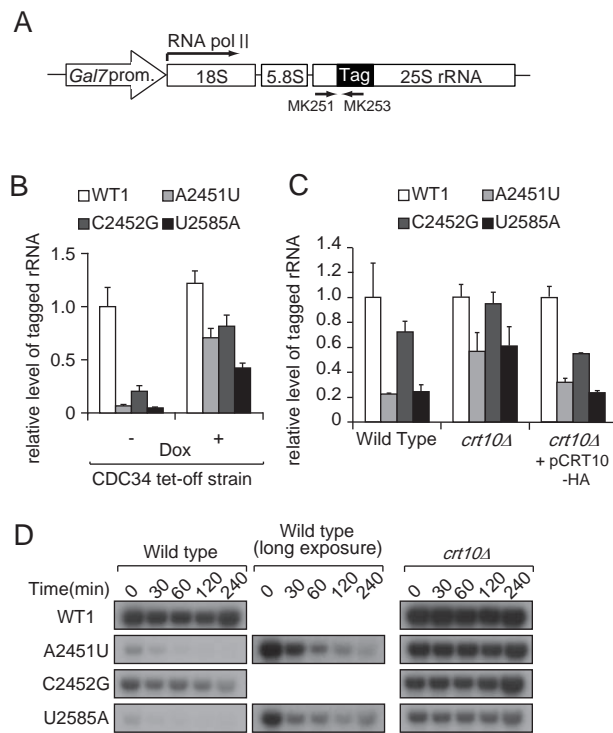 A
RNA pol II
Gal7prom.
18S
5.8S
Tag
25S rRNA
MK251
MK253
B
WT1
A2451U
C2452G
U2585A
relative level of tagged rRNA
1.5
1.0
0.5
0
-
+
Dox
CDC34 tet-off strain
C
WT1
A2451U
C2452G
U2585A
relative level of tagged rRNA
1.4
1.2
1.0
0.8
0.6
0.4
0.2
0
Wild Type
crt10Δ
crt10Δ
+ pCRT10
-HA
D
Wild type
Wild type
(long exposure)
crt10Δ
Time(min)
0 30 60 120 240
0 30 60 120 240
0 30 60 120 240
WT1
A2451U
C2452G
U2585A